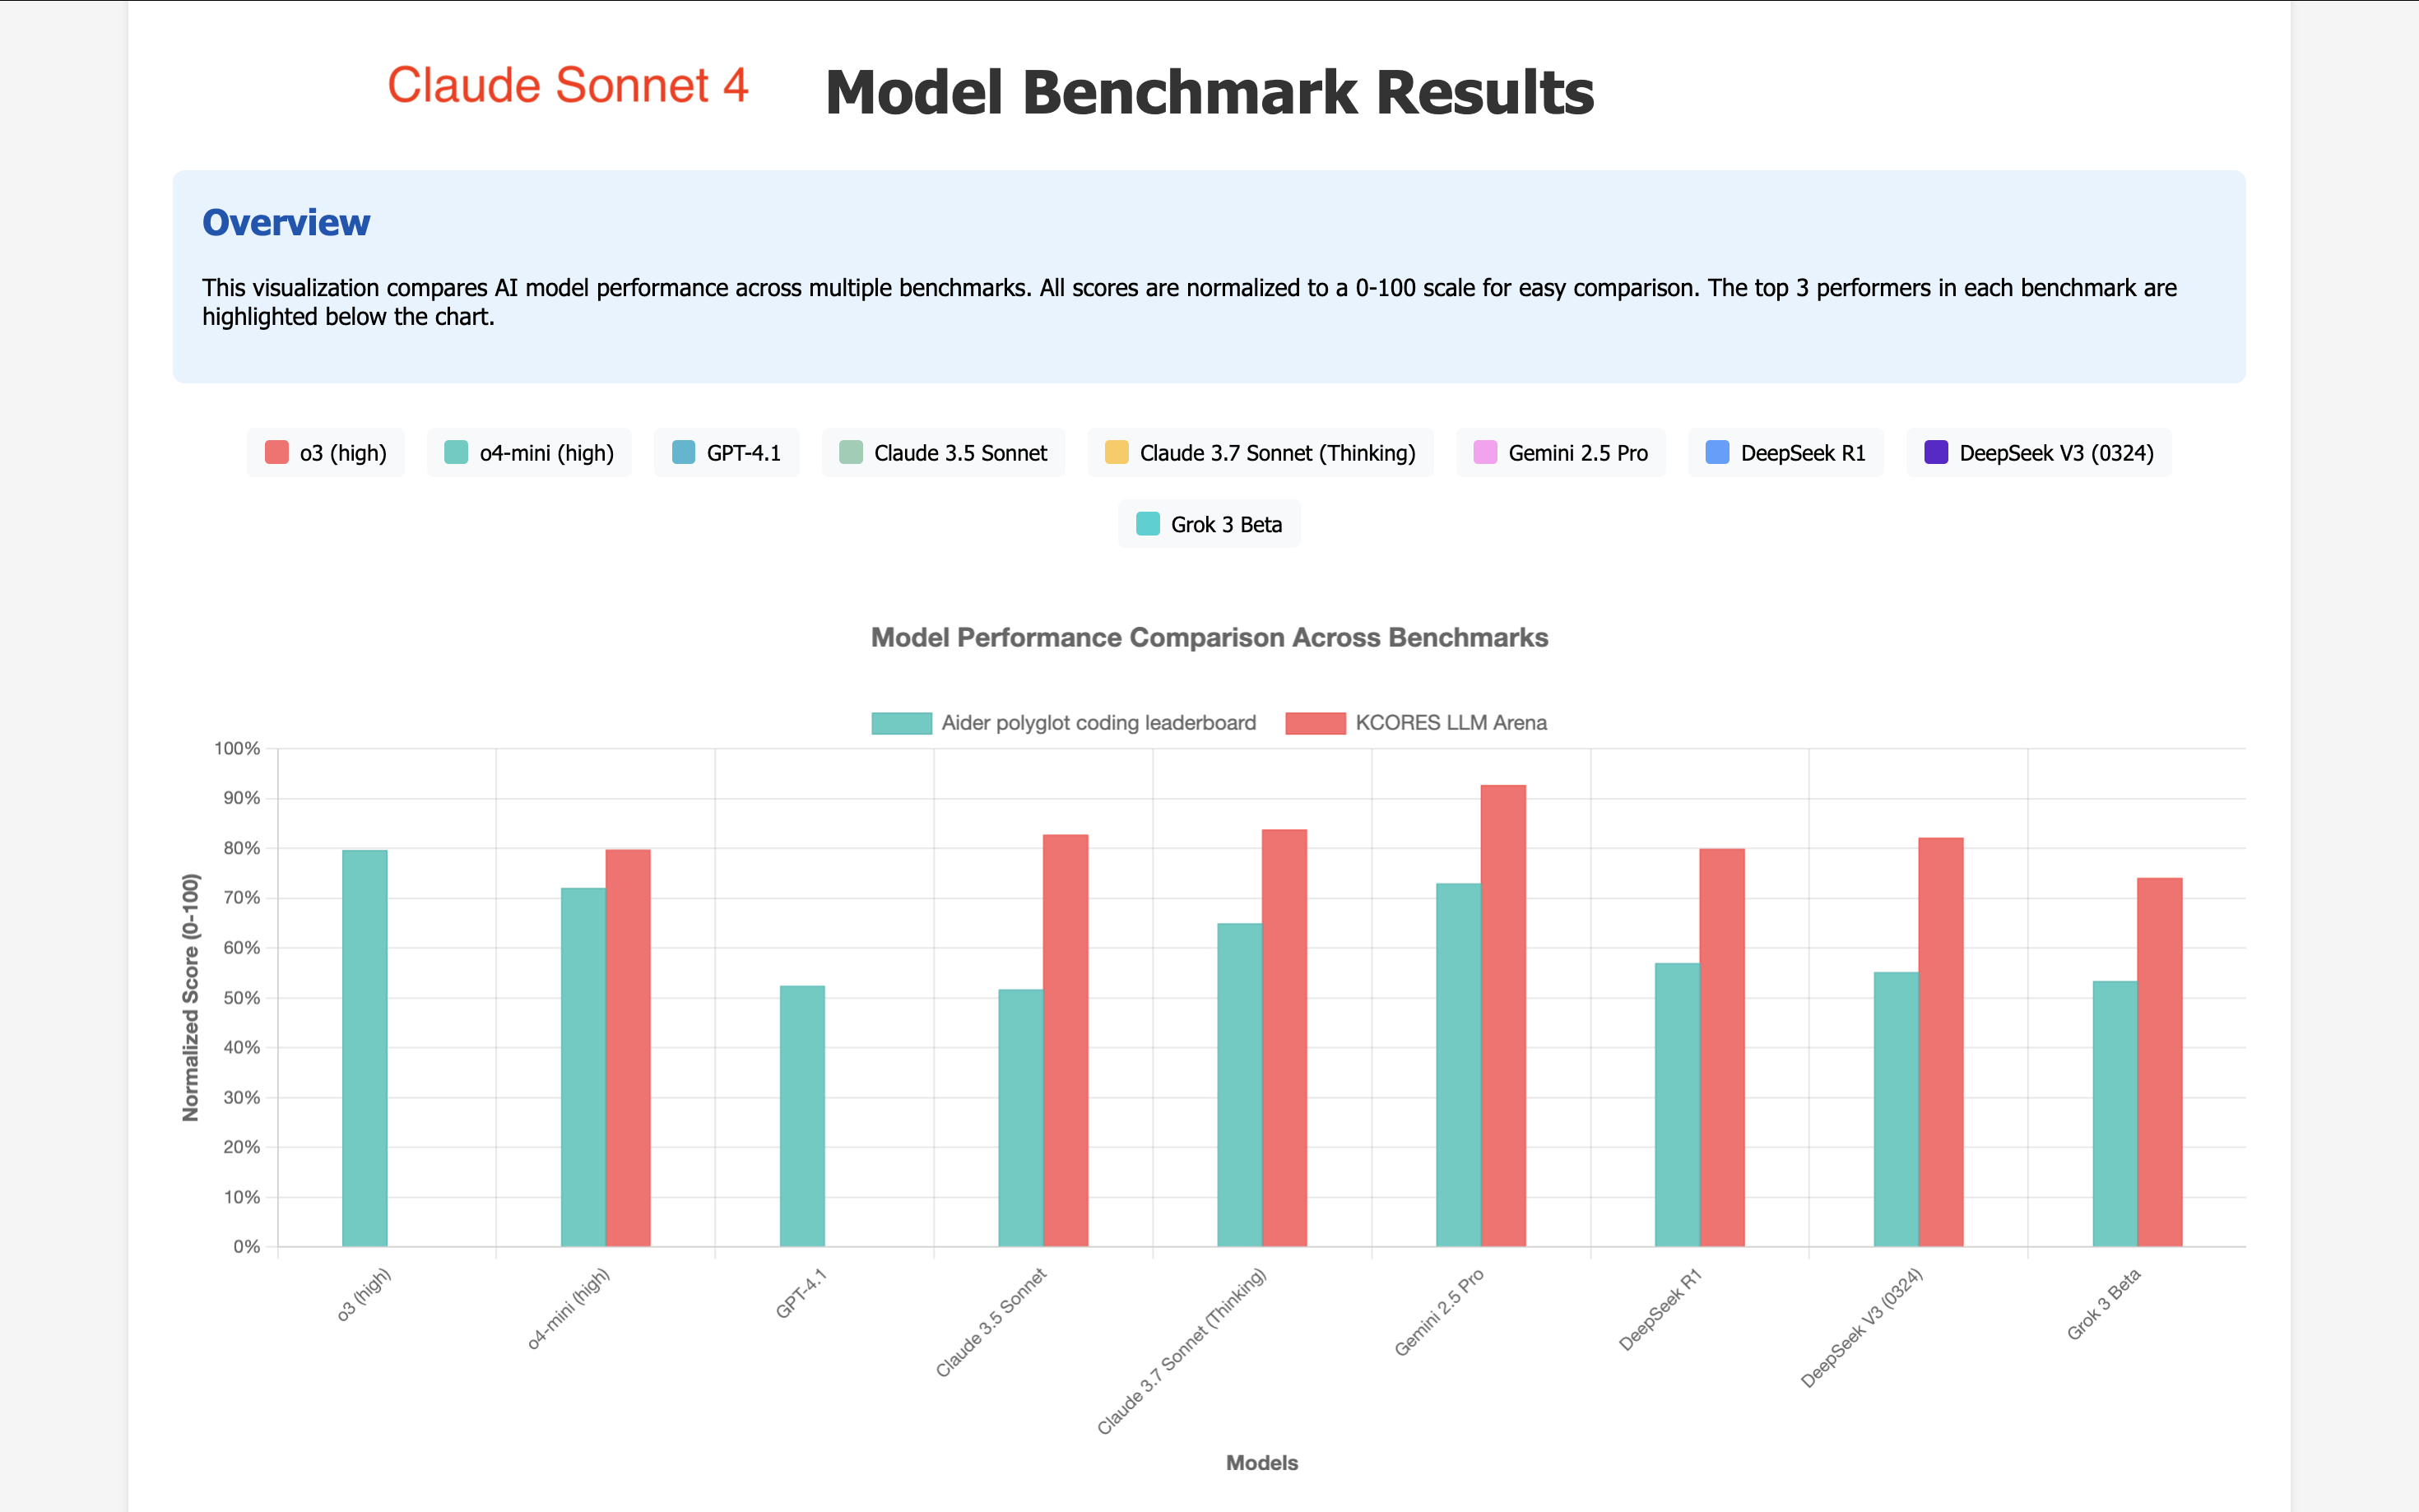 Claude Sonnet 4 Model Benchmark Results
Overview
This visualization compares AI model performance across multiple benchmarks. All scores are normalized to a 0-100 scale for easy comparison. The top 3 performers in each benchmark are
highlighted below the chart.
o3 (high) o4-mini (high) GPT-4.1 Claude 3.5 Sonnet Claude 3.7 Sonnet (Thinking) Gemini 2.5 Pro DeepSeek R1 DeepSeek V3 (0324)
Grok 3 Beta
Model Performance Comparison Across Benchmarks
Aider polyglot coding leaderboard KCORES LLM Arena
Normalized Score (0-100)
100%
90%
80%
70%
60%
50%
40%
30%
20%
10%
0%
o3 (high)
o4-mini (high)
GPT-4.1
Claude 3.5 Sonnet
Claude 3.7 Sonnet (Thinking)
Gemini 2.5 Pro
DeepSeek R1
DeepSeek V3 (0324)
Grok 3 Beta
Models